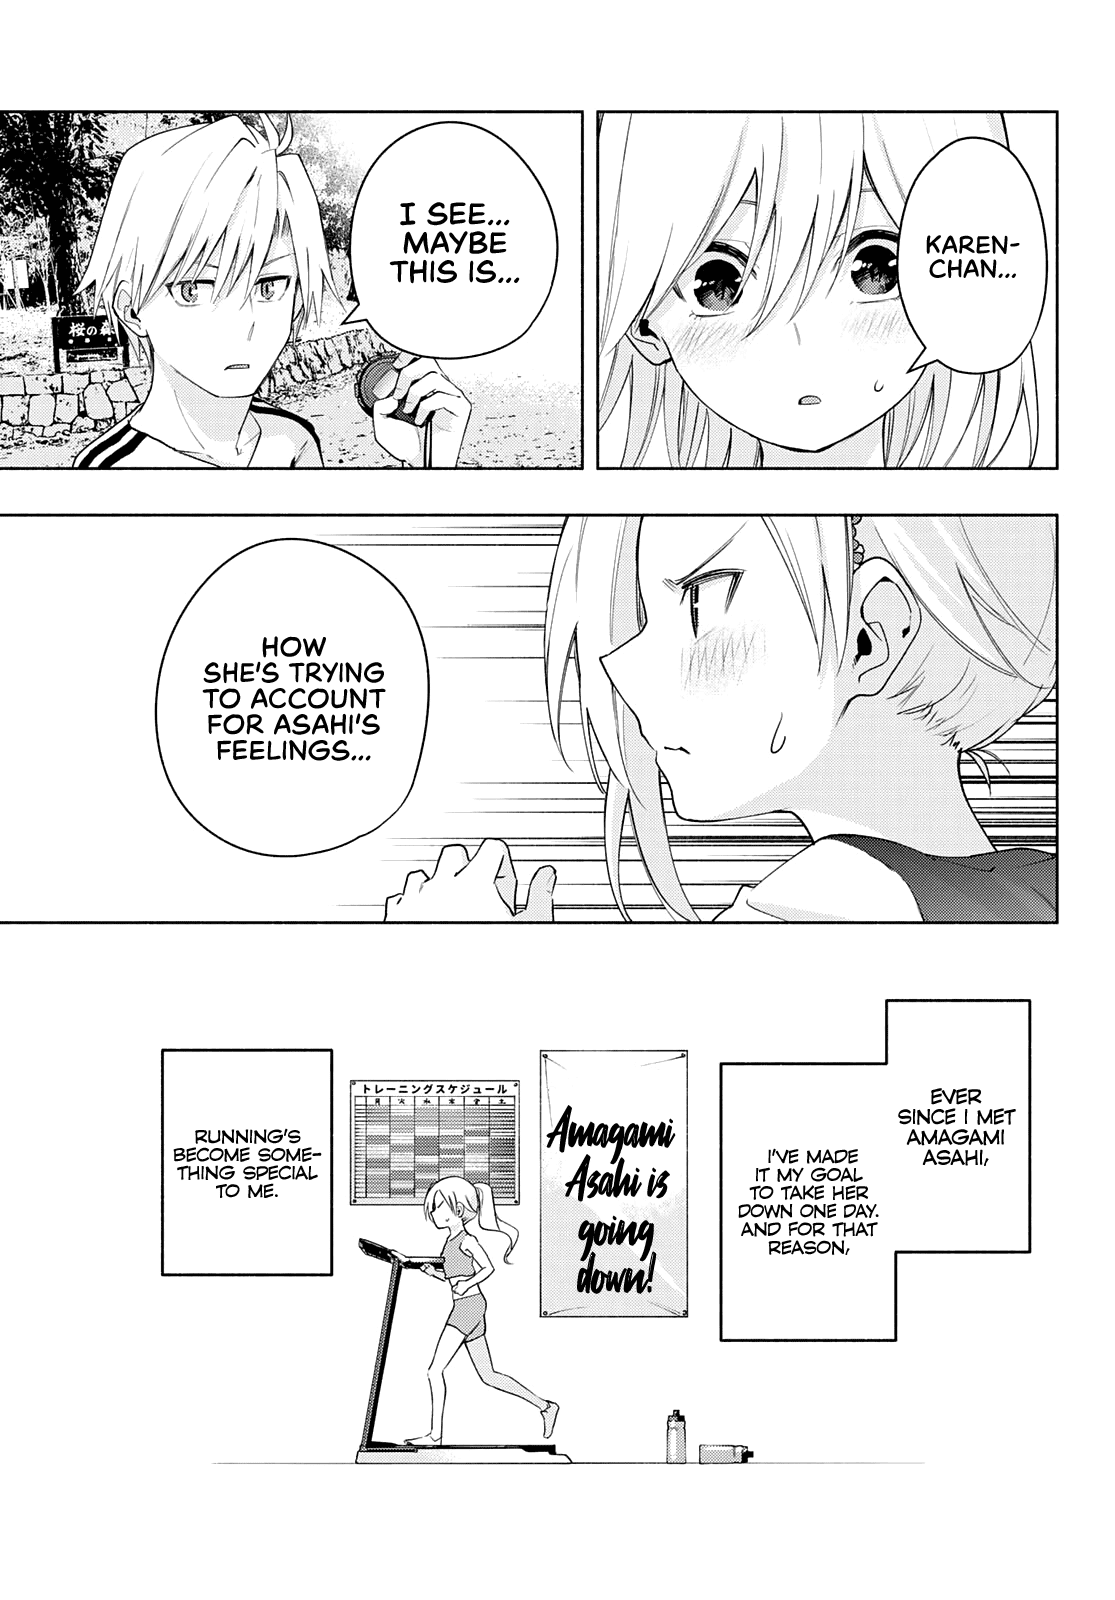 KAREN-
CHAN...
I SEE...
MAYBE
THIS IS...
桜の森
HOW
SHE'S TRYING
TO ACCOUNT
FOR ASAHI'S
FEELINGS...
EVER
SINCE I MET
AMAGAMI
ASAHI,
I'VE MADE
IT MY GOAL
TO TAKE HER
DOWN ONE DAY.
AND FOR THAT
REASON,
Amagami
Asahi is
going
down!
トレーニングスケジュール
月 火 水 木 金 土
RUNNING'S
BECOME SOME-
THING SPECIAL
TO ME.